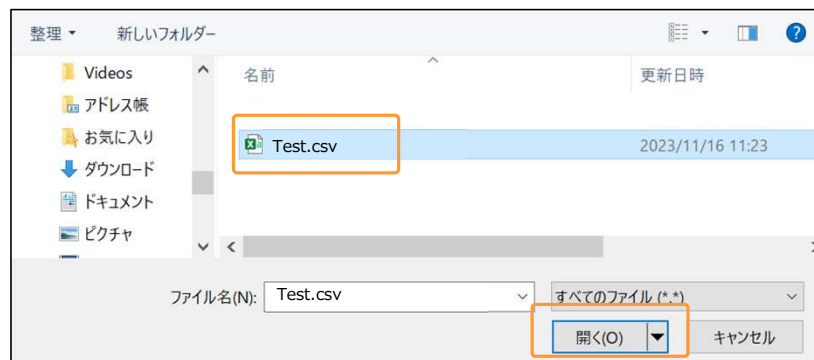 整理 新しいフォルダー
Videos
アドレス帳
お気に入り
ダウンロード
ドキュメント
ピクチャ
名前 更新日時
Test.csv 2023/11/16 11:23
ファイル名(N): Test.csv すべてのファイル (*.*)
開く(O) キャンセル